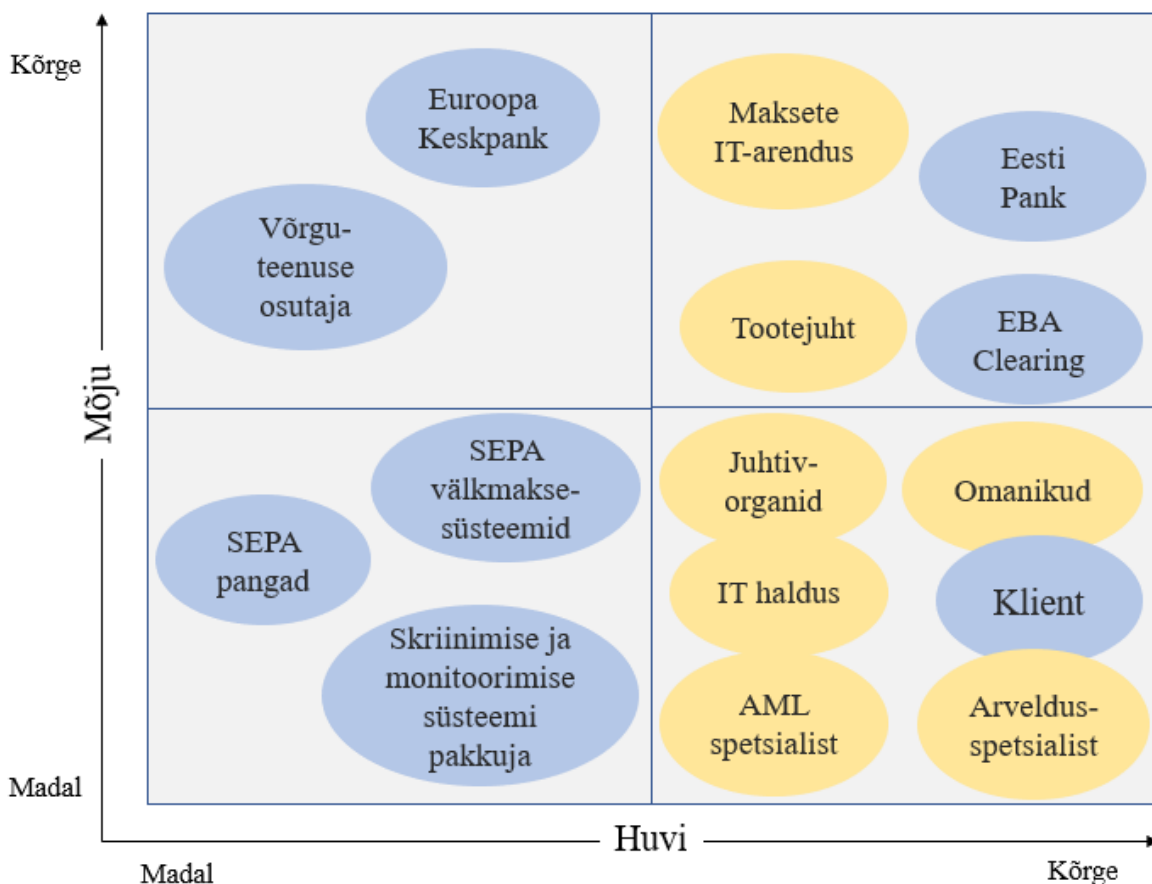 Kõrge
Mõju
Madal
Euroopa
Keskpank
Võrgu-
teenuse
osutaja
Maksete
IT-arendus
Eesti
Pank
Tootejuht
EBA
Clearing
SEPA
välkmakse-
süsteemid
SEPA
pangad
Skriinimise ja
monitoorimise
süsteemi
pakkuja
Juhtiv-
organid
Omanikud
IT haldus
Klient
AML
spetsialist
Arveldus-
spetsialist
Huvi
Madal
Kõrge